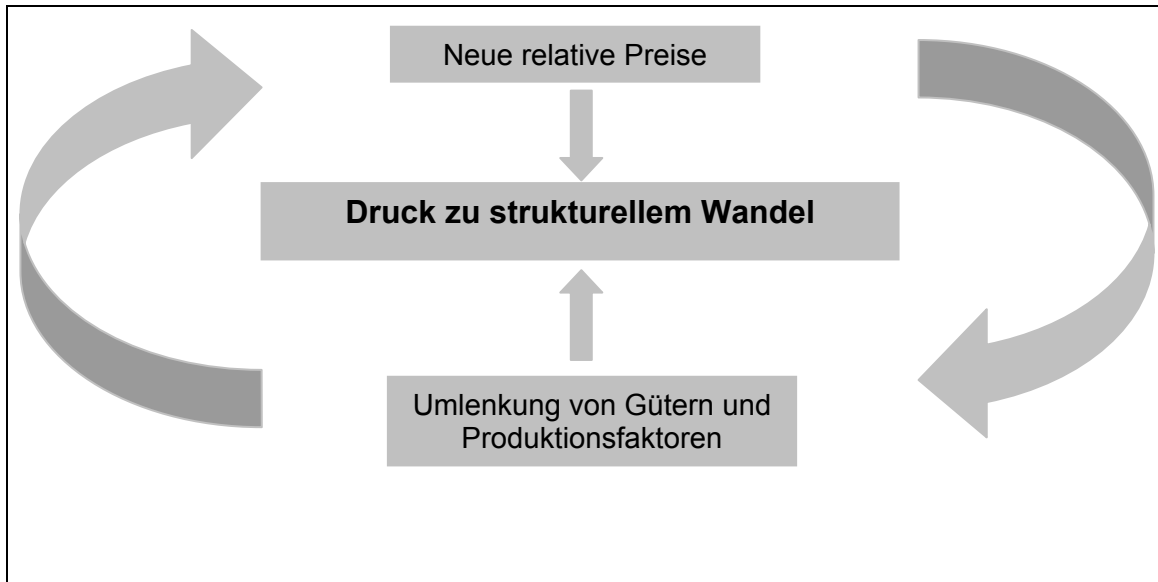 Neue relative Preise
Druck zu strukturellem Wandel
Umlenkung von Gütern und
Produktionsfaktoren